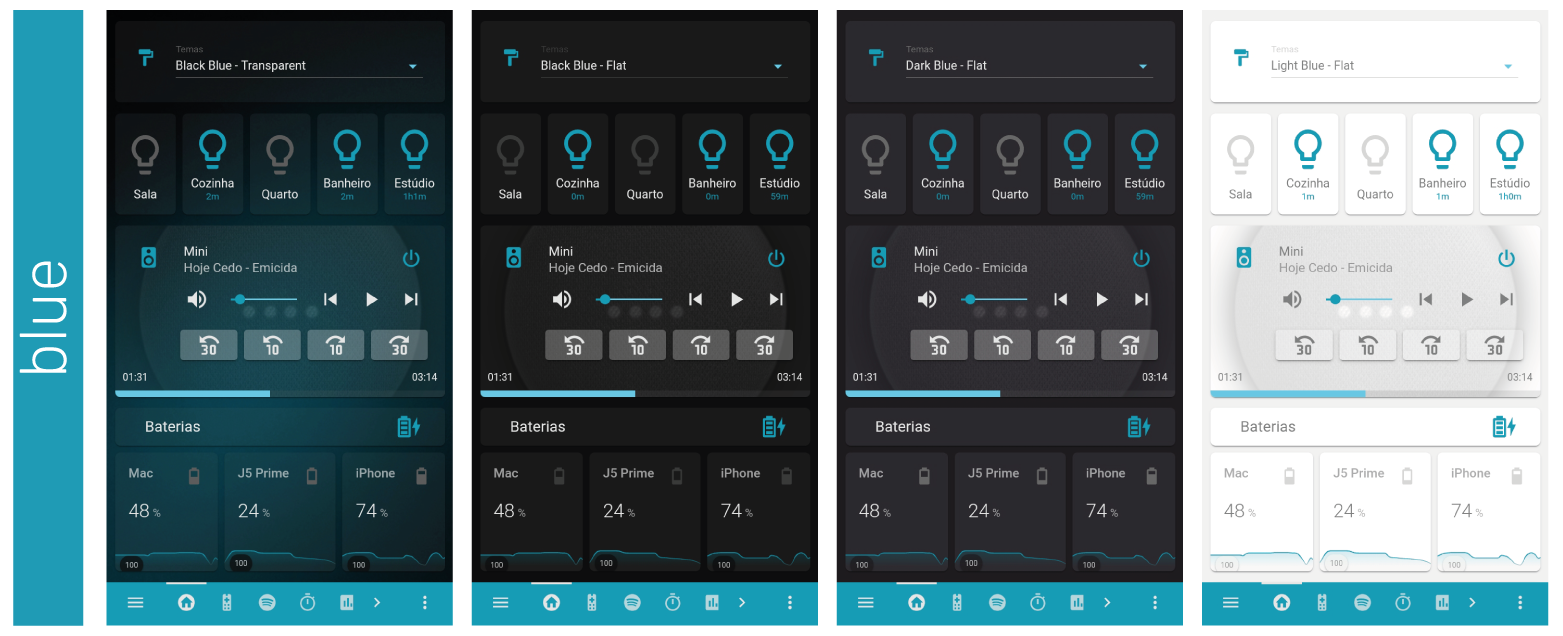 blue
Temas
Black Blue - Transparent
Sala
Cozinha
2m
Quarto
Banheiro
2m
Estúdio
1h1m
Mini
Hoje Cedo - Emicida
30
10
10
30
01:31
03:14
Baterias
Mac
48 %
100
J5 Prime
24 %
100
iPhone
74 %
100
Temas
Black Blue - Flat
Sala
Cozinha
0m
Quarto
Banheiro
0m
Estúdio
59m
Mini
Hoje Cedo - Emicida
30
10
10
30
01:31
03:14
Baterias
Mac
48 %
100
J5 Prime
24 %
100
iPhone
74 %
100
Temas
Dark Blue - Flat
Sala
Cozinha
0m
Quarto
Banheiro
0m
Estúdio
59m
Mini
Hoje Cedo - Emicida
30
10
10
30
01:31
03:14
Baterias
Mac
48 %
100
J5 Prime
24 %
100
iPhone
74 %
100
Temas
Light Blue - Flat
Sala
Cozinha
1m
Quarto
Banheiro
1m
Estúdio
1h0m
Mini
Hoje Cedo - Emicida
30
10
10
30
01:31
03:14
Baterias
Mac
48 %
100
J5 Prime
24 %
100
iPhone
74 %
100